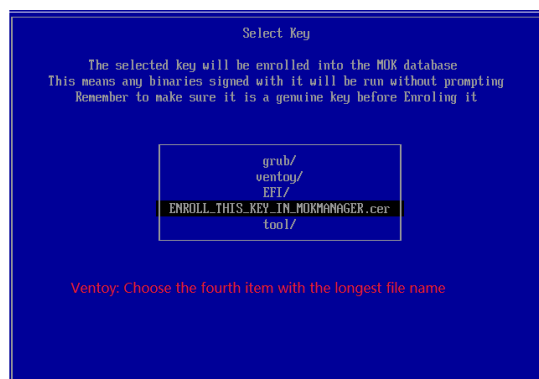 Select Key
The selected key will be enrolled into the MOK database
This means any binaries signed with it will be run without prompting
Remember to make sure it is a genuine key before Enroling it
grub/
ventoy/
EFI/
ENROLL_THIS_KEY_IN_MOKMANAGER.cer
tool/
Ventoy: Choose the fourth item with the longest file name